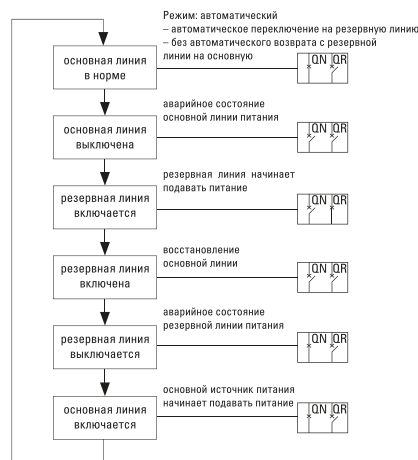 Режим: автоматический
– автоматическое переключение на резервную линию
– без автоматического возврата с резервной
линии на основную
основная линия
в норме
QN QR
аварийное состояние
основной линии питания
основная линия
выключена
QN QR
резервная линия начинает
подавать питание
резервная линия
включается
QN QR
восстановление
основной линии
резервная линия
включена
QN QR
аварийное состояние
резервной линии питания
резервная линия
выключается
QN QR
основной источник питания
начинает подавать питание
основная линия
включается
QN QR